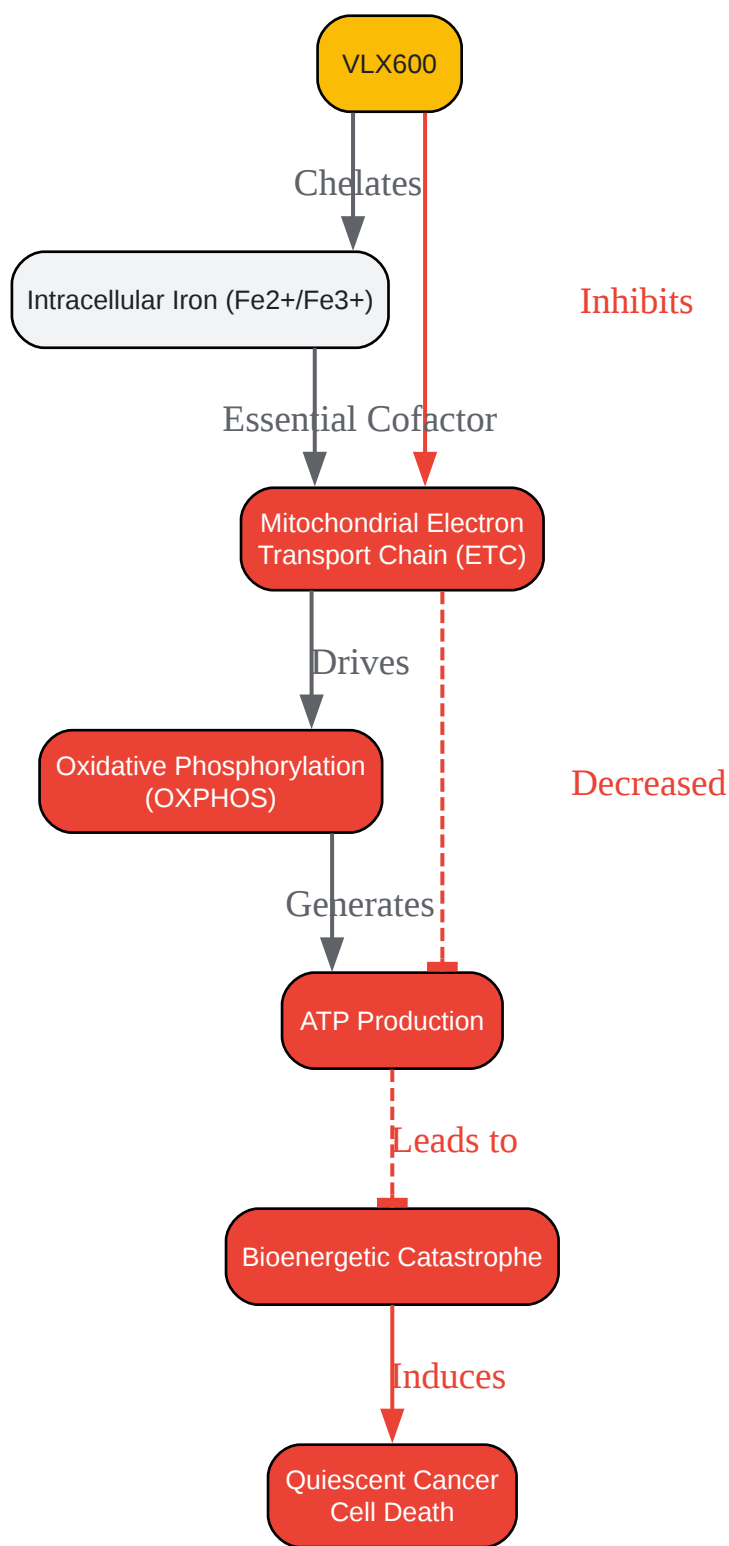 VLX600
Chelates
Intracellular Iron (Fe2+/Fe3+)
Inhibits
Essential Cofactor
Mitochondrial Electron
Transport Chain (ETC)
Drives
Oxidative Phosphorylation
(OXPHOS)
Decreased
Generates
ATP Production
Leads to
Bioenergetic Catastrophe
Induces
Quiescent Cancer
Cell Death